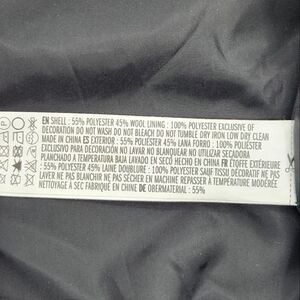 EN SHELL : 55% POLYESTER 45% WOOL LINING : 100% POLYESTER EXCLUSIVE OF
DECORATION DO NOT WASH DO NOT BLEACH DO NOT TUMBLE DRY IRON LOW DRY CLEAN
MADE IN CHINA ES EXTERIOR : 55% POLIÉSTER 45% LANA FORRO : 100% POLIÉSTER
EXCLUSIVO PARA DECORACIÓN NO LAVAR NO BLANQUEAR NO UTILIZAR SECADORA
PLANCHADO A TEMPERATURA BAJA LAVADO EN SECO HECHO EN CHINA FR ÉTOFFE EXTÉRIEURE
: 55% POLYESTER 45% LAINE DOUBLURE : 100% POLYESTER SAUF TISSU DÉCORATIF NE PAS
LAVER NE PAS BLANCHIR NE PAS SÉCHER EN MACHINE REPASSER À TEMPÉRATURE MODÉRÉE
NETTOYAGE À SEC FABRIQUÉ EN CHINE DE OBERMATERIAL : 55%